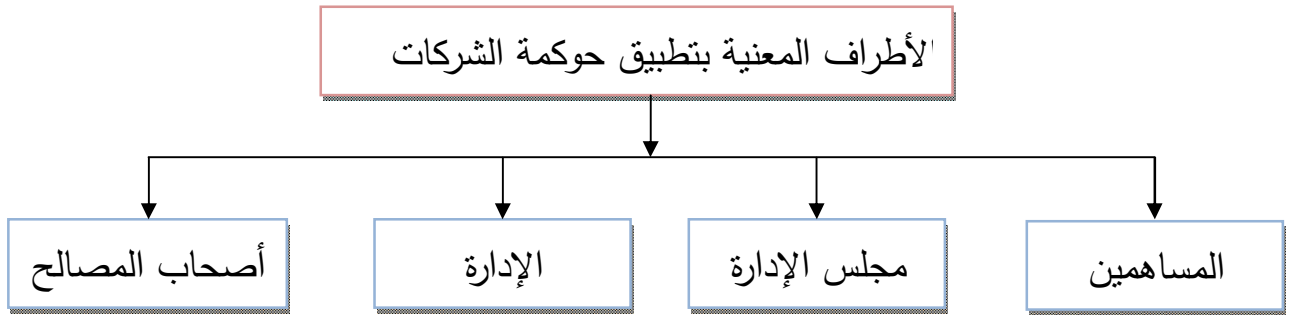 الأطراف المعنية بتطبيق حوكمة الشركات
المساهمين
مجلس الإدارة
الإدارة
أصحاب المصالح